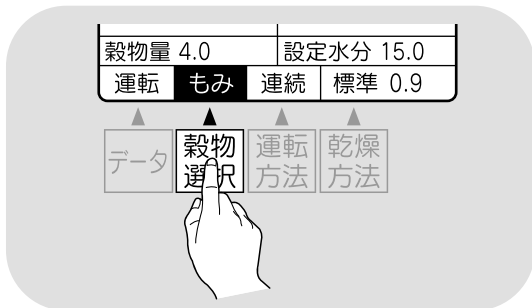 穀物量 4.0 設定水分 15.0
運転 もみ 連続 標準 0.9
データ 穀物選択 運転方法 乾燥方法